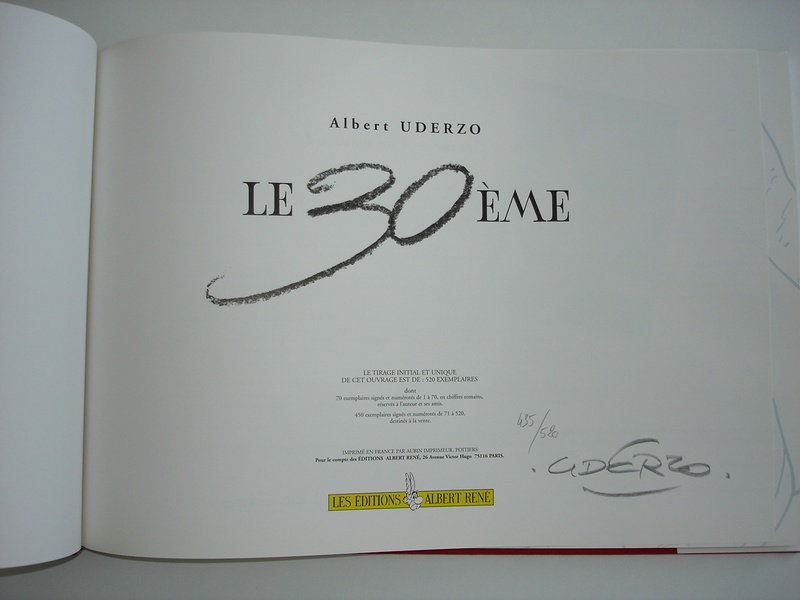 Albert UDERZO
LE 30ÈME
LE TIRAGE INITIAL ET UNIQUE
DE CET OUVRAGE EST DE : 520 EXEMPLAIRES
dont
70 exemplaires signés et numérotés de 1 à 70, en chiffres romains,
réservés à l'auteur et ses amis.
450 exemplaires signés et numérotés de 71 à 520,
destinés à la vente.
435/520
UDERZO
IMPRIMÉ EN FRANCE PAR AUBIN IMPRIMEUR, POITIERS
Pour le compte des ÉDITIONS ALBERT RENÉ, 26 Avenue Victor Hugo 75116 PARIS.
LES EDITIONS ALBERT RENÉ